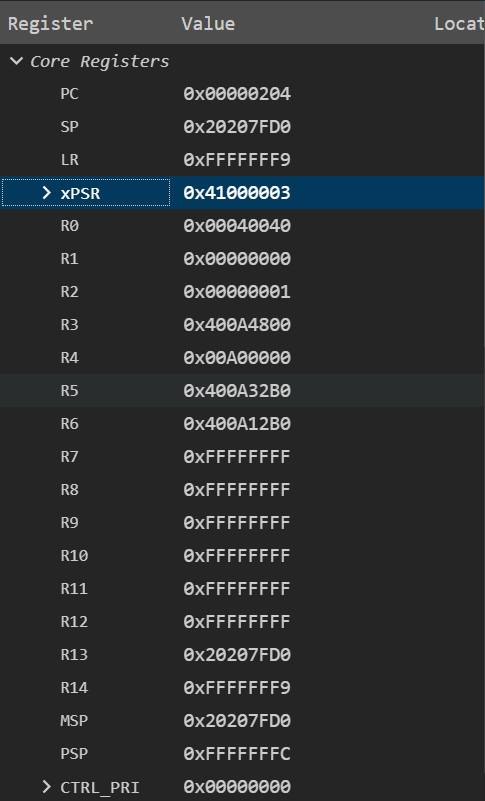 Register Value Locat
Core Registers
PC 0x00000204
SP 0x20207FD0
LR 0xFFFFFFF9
xPSR 0x41000003
R0 0x00040040
R1 0x00000000
R2 0x00000001
R3 0x400A4800
R4 0x00A00000
R5 0x400A32B0
R6 0x400A12B0
R7 0xFFFFFFFF
R8 0xFFFFFFFF
R9 0xFFFFFFFF
R10 0xFFFFFFFF
R11 0xFFFFFFFF
R12 0xFFFFFFFF
R13 0x20207FD0
R14 0xFFFFFFF9
MSP 0x20207FD0
PSP 0xFFFFFFFC
CTRL_PRI 0x00000000